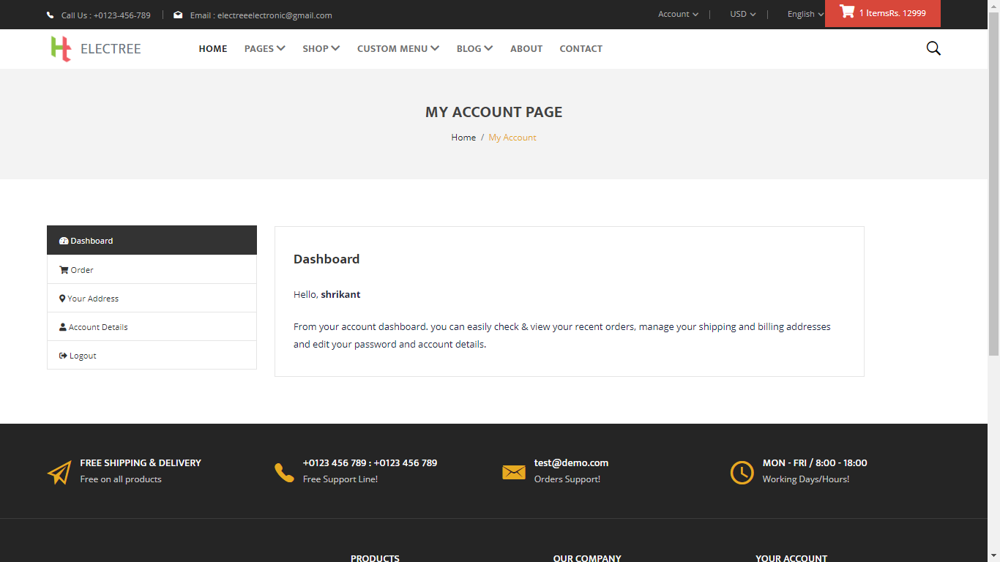 Call Us : +0123-456-789
Email : electreeelectronic@gmail.com
Account
USD
English
1 ItemsRs. 12999
ELECTREE
HOME
PAGES
SHOP
CUSTOM MENU
BLOG
ABOUT
CONTACT
MY ACCOUNT PAGE
Home / My Account
Dashboard
Order
Your Address
Account Details
Logout
Dashboard
Hello, shrikant
From your account dashboard. you can easily check & view your recent orders, manage your shipping and billing addresses
and edit your password and account details.
FREE SHIPPING & DELIVERY
Free on all products
+0123 456 789 : +0123 456 789
Free Support Line!
test@demo.com
Orders Support!
MON - FRI / 8:00 - 18:00
Working Days/Hours!
PRODUCTS
OUR COMPANY
YOUR ACCOUNT